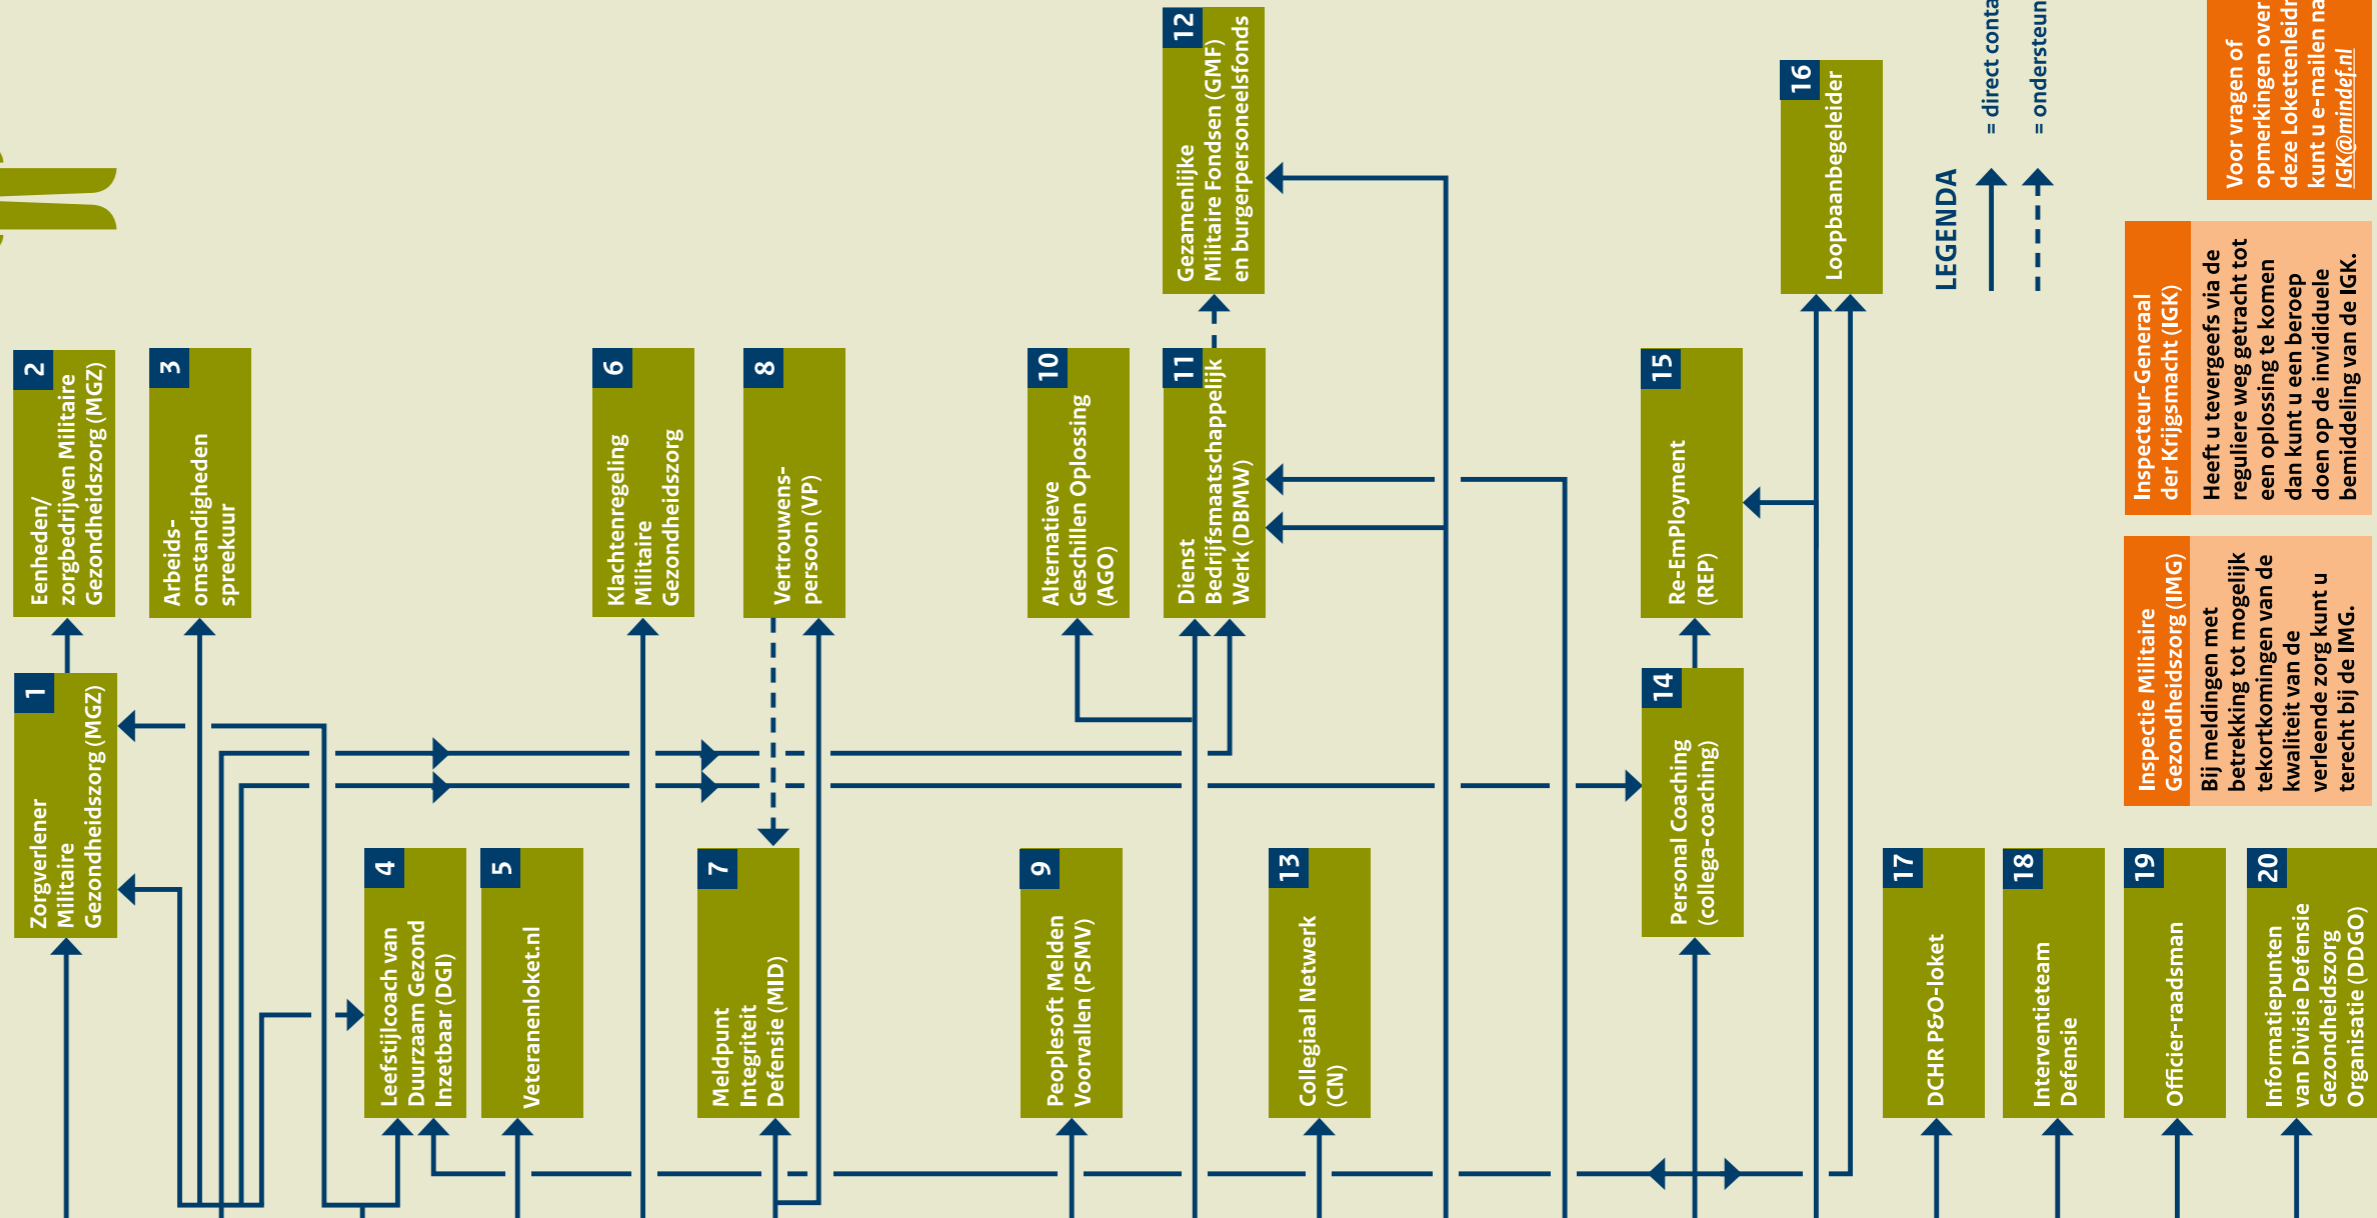 1
Zorgverlener
Militaire
Gezondheidszorg (MGZ)
2
Eenheden/
zorgbedrijven Militaire
Gezondheidszorg (MGZ)
3
Arbeids-
omstandigheden
spreekuur
4
Leefstijlcoach van
Duurzaam Gezond
Inzetbaar (DGI)
5
Veteranenloket.nl
6
Klachtenregeling
Militaire
Gezondheidszorg
7
Meldpunt
Integriteit
Defensie (MID)
8
Vertrouwens-
persoon (VP)
9
Peoplesoft Melden
Voorvallen (PSMV)
10
Alternatieve
Geschillen Oplossing
(AGO)
11
Dienst
Bedrijfsmaatschappelijk
Werk (DBMW)
12
Gezamenlijke
Militaire Fondsen (GMF)
en burgerpersoneelsfonds
13
Collegiaal Netwerk
(CN)
14
Personal Coaching
(collega-coaching)
15
Re-EmPloyment
(REP)
16
Loopbaanbegeleider
17
DCHR P&O-loket
18
Interventieteam
Defensie
19
Officier-raadsman
20
Informatiepunten
van Divisie Defensie
Gezondheidszorg
Organisatie (DDGO)
LEGENDA
= direct
=
Inspectie Militaire
Gezondheidszorg (IMG)
Bij meldingen met
betrekking tot mogelijk
tekortkomingen van de
kwaliteit van de
verleende zorg kunt u
terecht bij de IMG.
Inspecteur-Generaal
der Krijgsmacht (IGK)
Heeft u tevergeefs via de
reguliere weg getracht tot
een oplossing te komen
dan kunt u een beroep
doen op de invididuele
bemiddeling van de IGK.
Voor vragen of
opmerkingen over
deze
kunt u e-mailen
IGK@mindef.nl